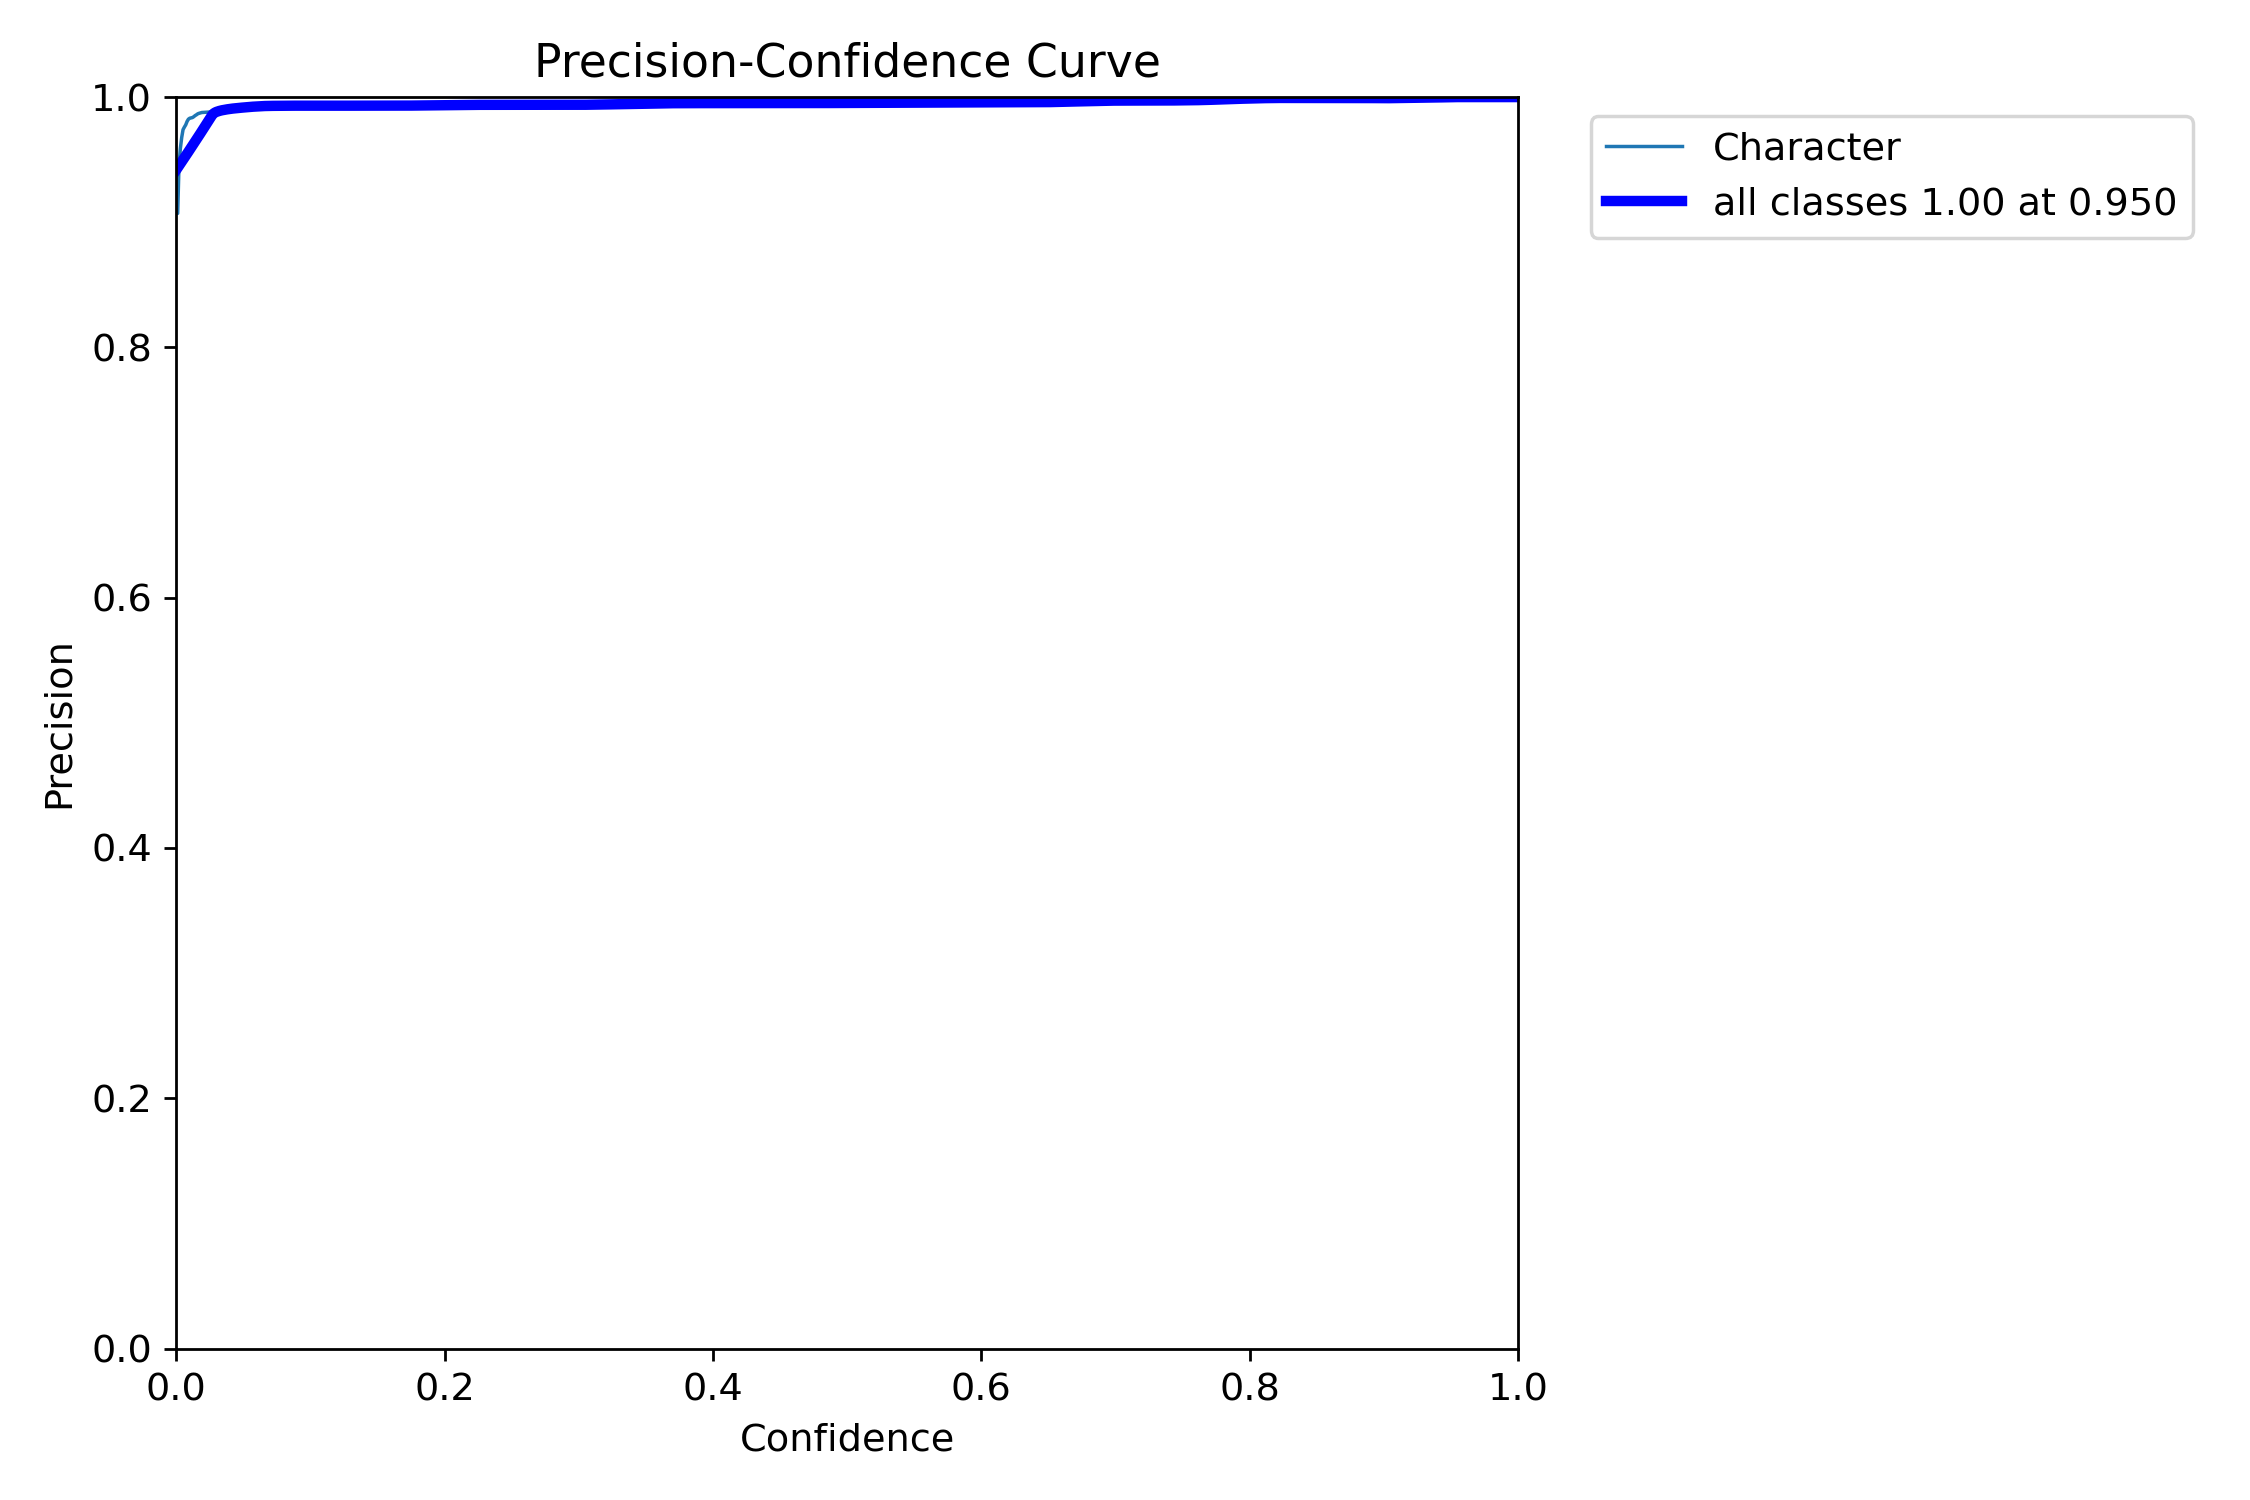 Precision-Confidence Curve
1.0
0.8
0.6
0.4
0.2
0.0
Precision
0.0 0.2 0.4 0.6 0.8 1.0
Confidence
Character
all classes 1.00 at 0.950